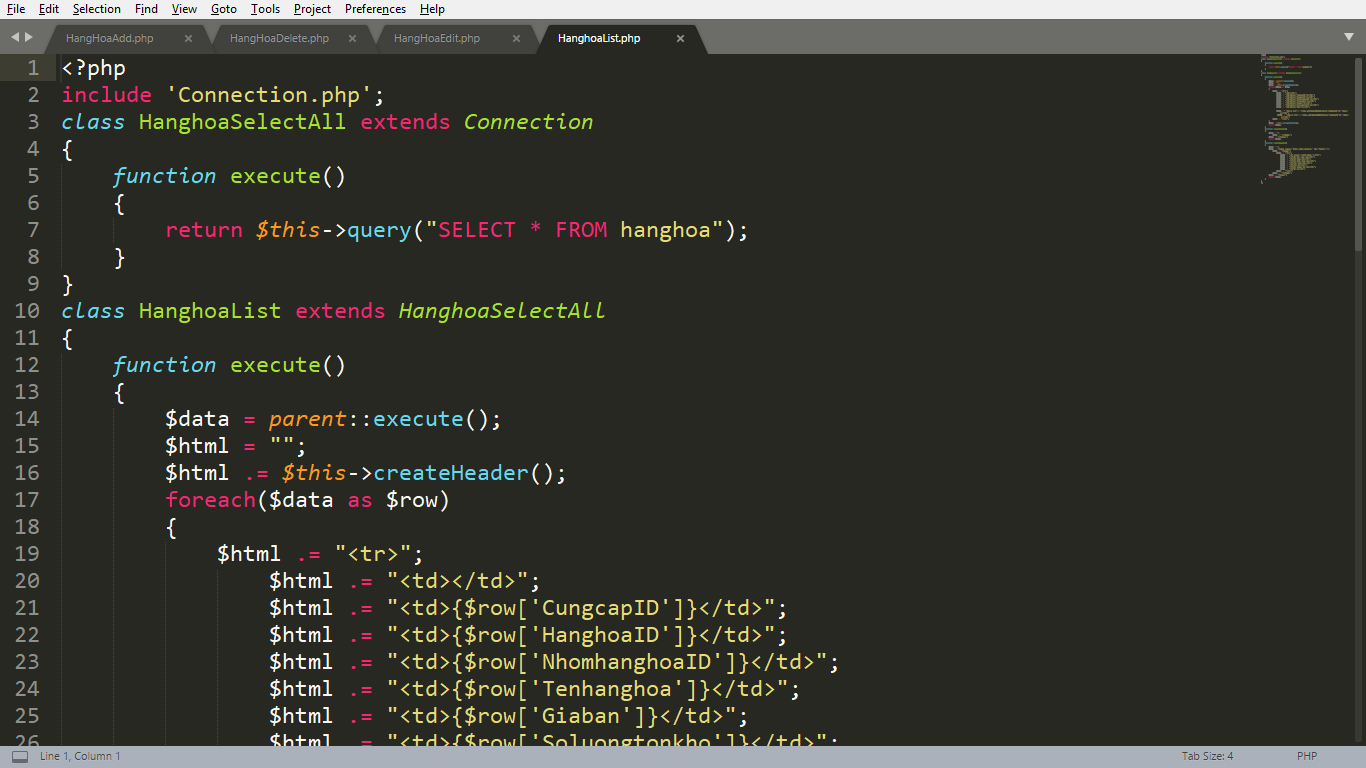 File Edit Selection Find View Goto Tools Project Preferences Help
HangHoaAdd.php × HangHoaDelete.php × HangHoaEdit.php × HanghoaList.php ×
1 <?php
2 include 'Connection.php';
3 class HanghoaSelectAll extends Connection
4 {
5 function execute()
6 {
7 return $this->query("SELECT * FROM hanghoa");
8 }
9 }
10 class HanghoaList extends HanghoaSelectAll
11 {
12 function execute()
13 {
14 $data = parent::execute();
15 $html = "";
16 $html .= $this->createHeader();
17 foreach($data as $row)
18 {
19 $html .= "<tr>";
20 $html .= "<td></td>";
21 $html .= "<td>{$row['CungcapID']}</td>";
22 $html .= "<td>{$row['HanghoaID']}</td>";
23 $html .= "<td>{$row['NhomhanghoaID']}</td>";
24 $html .= "<td>{$row['Tenhanghoa']}</td>";
25 $html .= "<td>{$row['Giaban']}</td>";
26 $html .= "<td>{$row['Soluongtonkho']}</td>";
Line 1, Column 1 Tab Size: 4 PHP